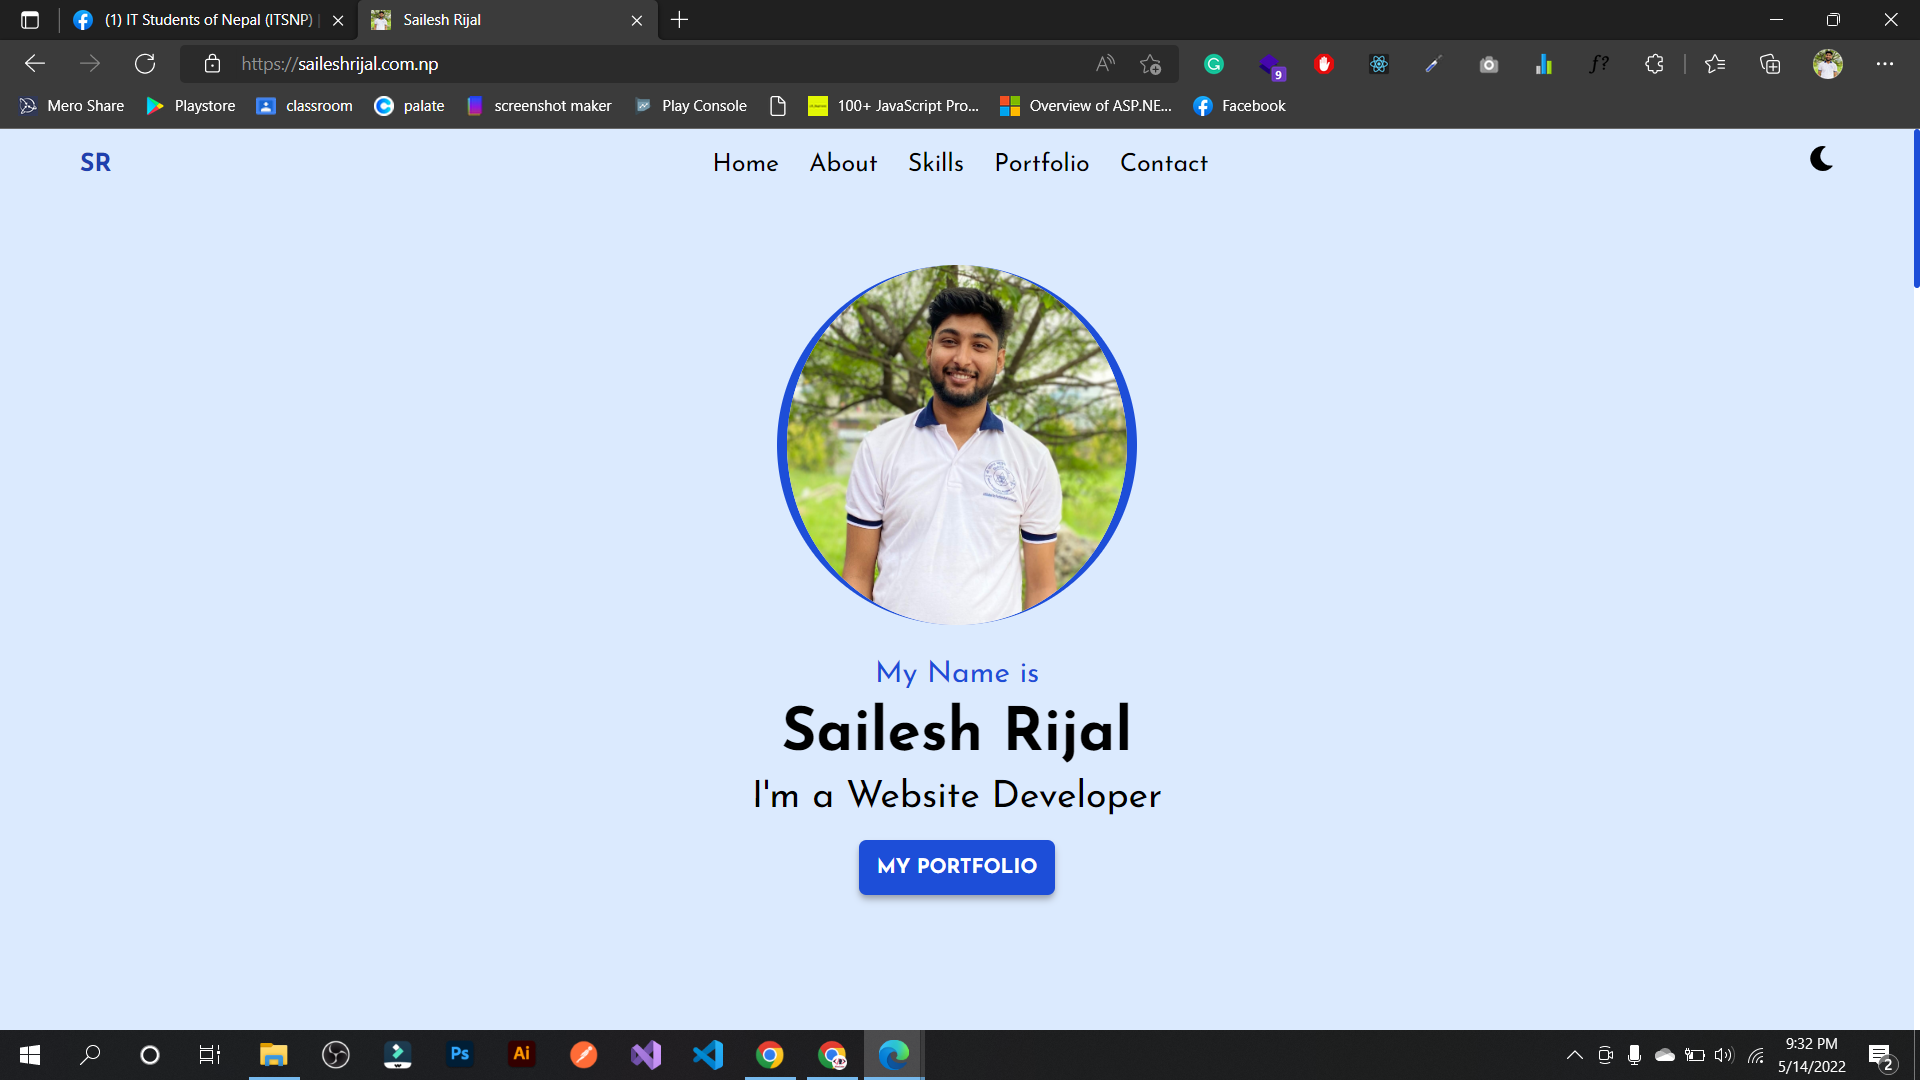 (1) IT Students of Nepal (ITSNP) |
Sailesh Rijal
https://saileshrijal.com.np
9
Mero Share
Playstore
classroom
palate
screenshot maker
Play Console
100+ JavaScript Pro...
Overview of ASP.NE...
Facebook
SR
Home
About
Skills
Portfolio
Contact
My Name is
Sailesh Rijal
I'm a Website Developer
MY PORTFOLIO
Ps
Ai
9:32 PM
5/14/2022
2